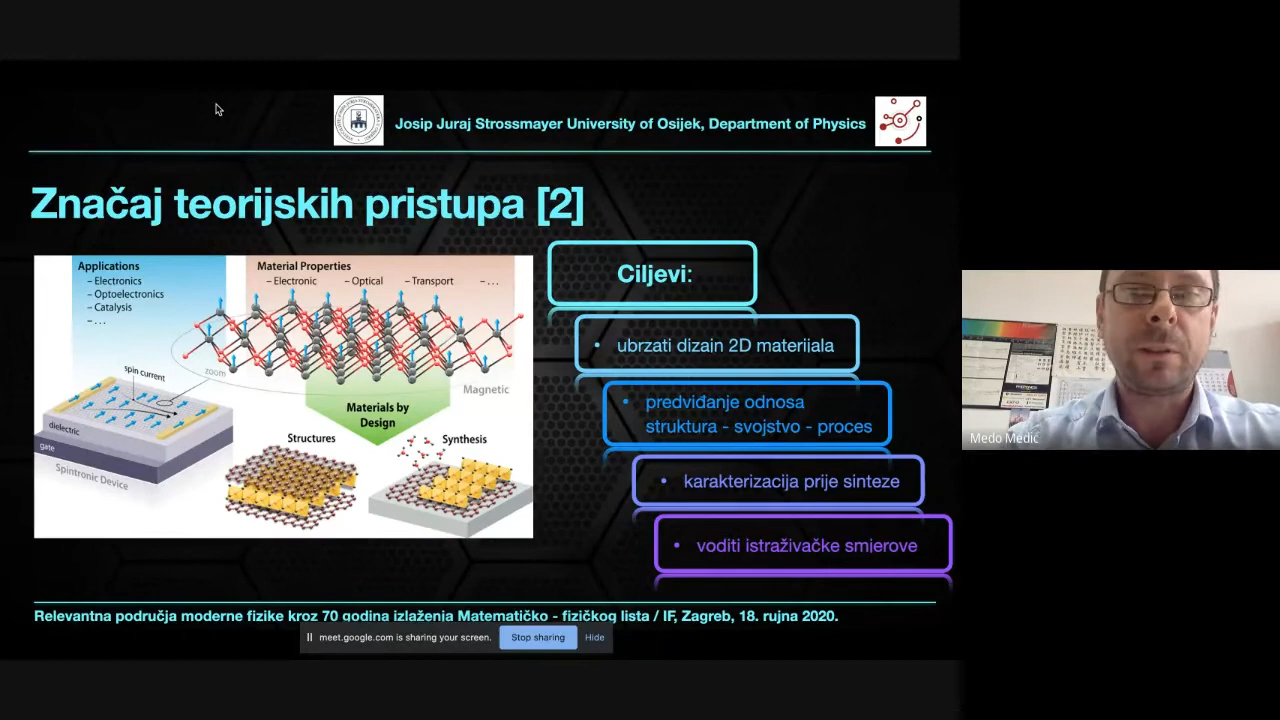 Josip Juraj Strossmayer University of Osijek, Department of Physics
Značaj teorijskih pristupa [2]
Applications
– Electronics
– Optoelectronics
– Catalysis
– ...
Material Properties
– Electronic – Optical – Transport – ...
zoom
spin current
Magnetic
dielectric
gate
Spintronic Device
Materials by
Design
Structures
Synthesis
Ciljevi:
• ubrzati dizain 2D materijala
• predviđanje odnosa
struktura - svojstvo - proces
• karakterizacija prije sinteze
• voditi istraživačke smjerove
Medo Medić
Relevantna područja moderne fizike kroz 70 godina izlaženja Matematičko - fizičkog lista / IF, Zagreb, 18. rujna 2020.
meet.google.com is sharing your screen.
Stop sharing
Hide